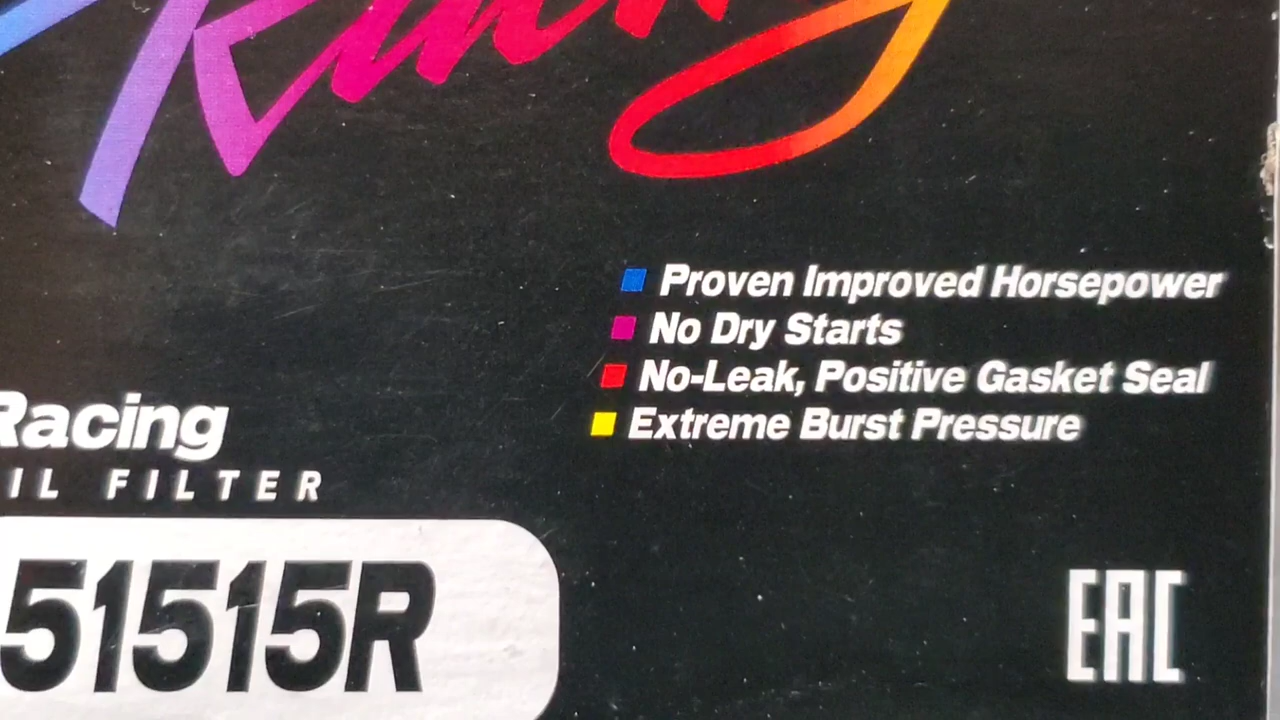 Racing
Proven Improved Horsepower
No Dry Starts
No-Leak, Positive Gasket Seal
Extreme Burst Pressure
Racing
IL FILTER
51515R
EAC